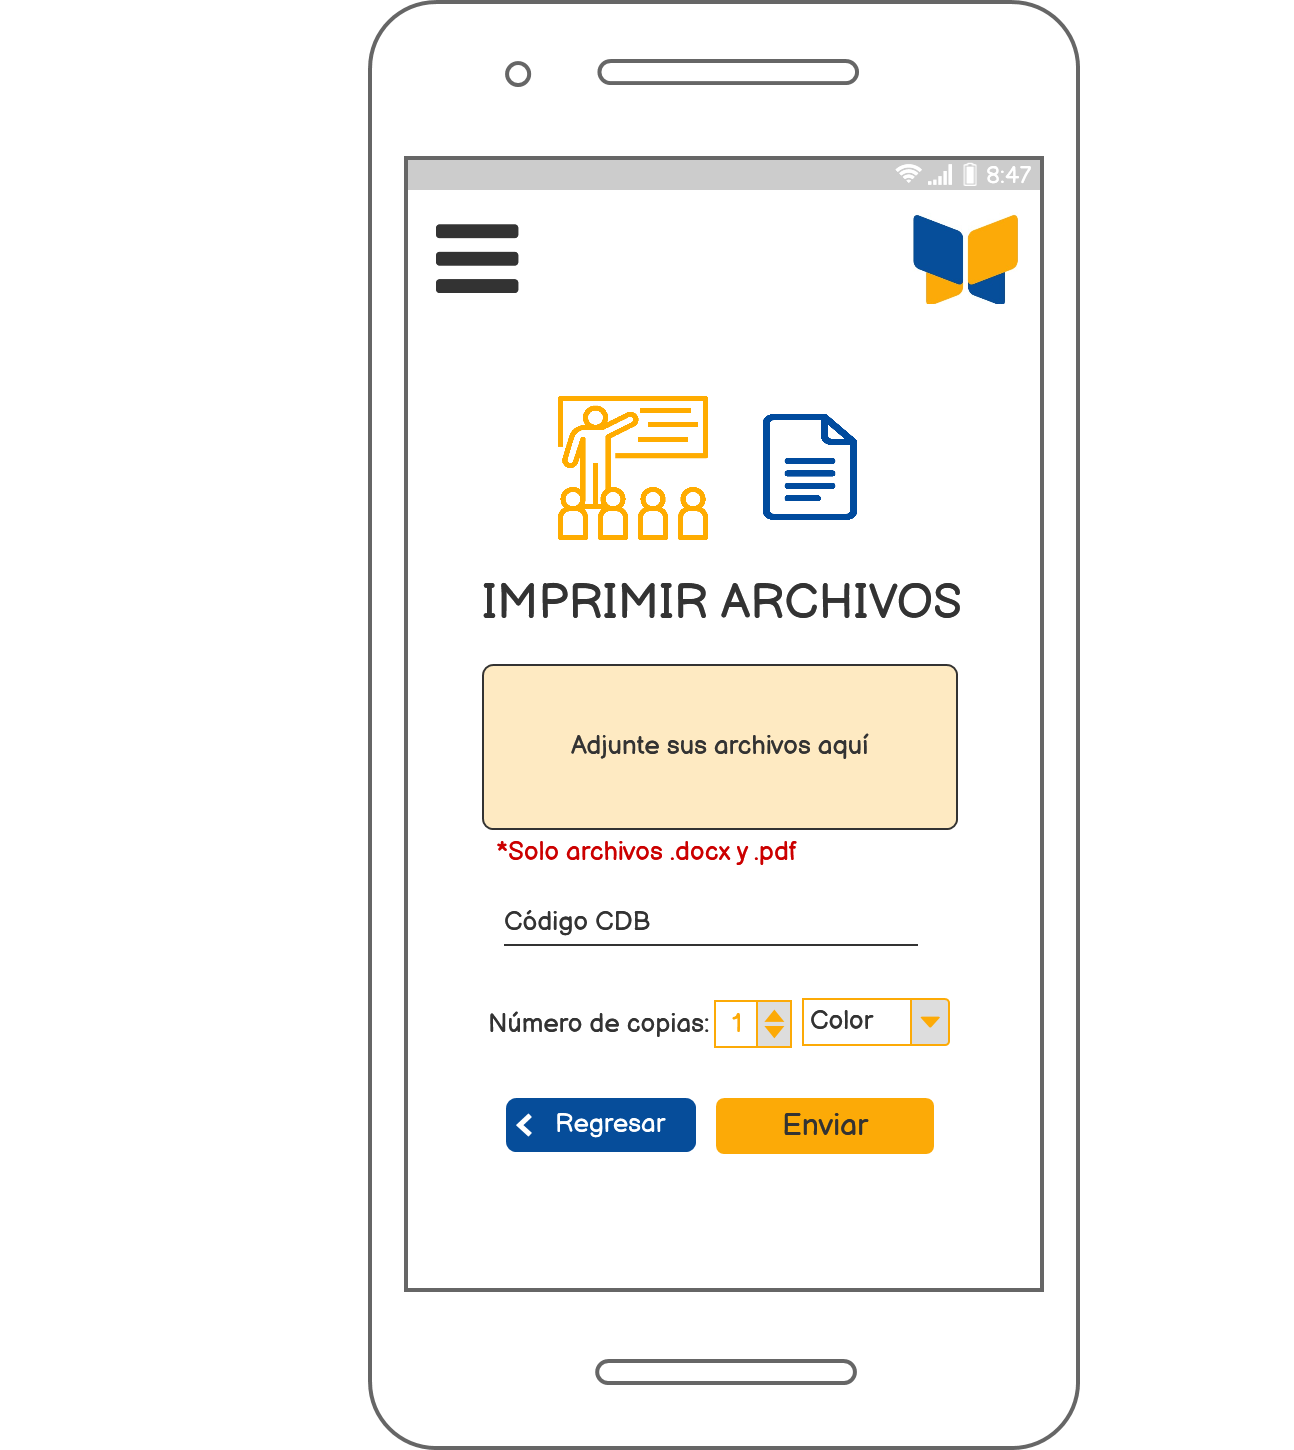 8:47
IMPRIMIR ARCHIVOS
Adjunte sus archivos aquí
*Solo archivos .docx y .pdf
Código CDB
Número de copias: 1 Color
Regresar Enviar